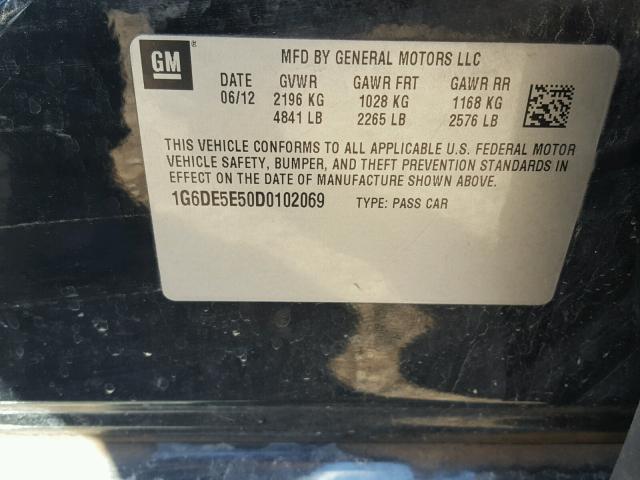 GM ® MFD BY GENERAL MOTORS LLC
DATE GVWR GAWR FRT GAWR RR
06/12 2196 KG 1028 KG 1168 KG
4841 LB 2265 LB 2576 LB
THIS VEHICLE CONFORMS TO ALL APPLICABLE U.S. FEDERAL MOTOR
VEHICLE SAFETY, BUMPER, AND THEFT PREVENTION STANDARDS IN
EFFECT ON THE DATE OF MANUFACTURE SHOWN ABOVE.
1G6DE5E50D0102069 TYPE: PASS CAR